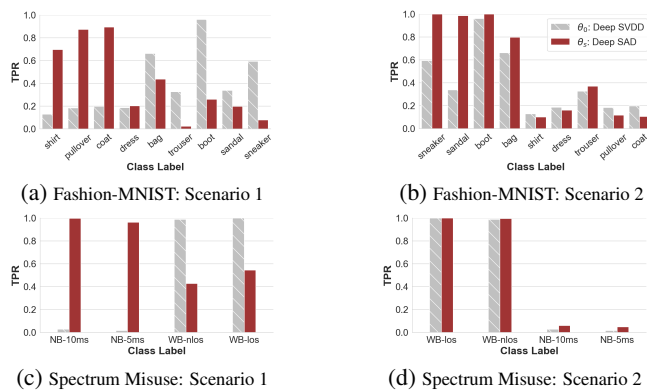 1.0
0.8
0.6
0.4
0.2
0.0
TPR
shirt pullover coat dress bag trouser boot sandal sneaker
Class Label
(a) Fashion-MNIST: Scenario 1
1.0
0.8
0.6
0.4
0.2
0.0
TPR
θ₀: Deep SVDD
θₛ: Deep SAD
sneaker sandal boot bag shirt dress trouser pullover coat
Class Label
(b) Fashion-MNIST: Scenario 2
1.0
0.8
0.6
0.4
0.2
0.0
TPR
NB-10ms NB-5ms WB-nlos WB-los
Class Label
(c) Spectrum Misuse: Scenario 1
1.0
0.8
0.6
0.4
0.2
0.0
TPR
WB-los WB-nlos NB-10ms NB-5ms
Class Label
(d) Spectrum Misuse: Scenario 2